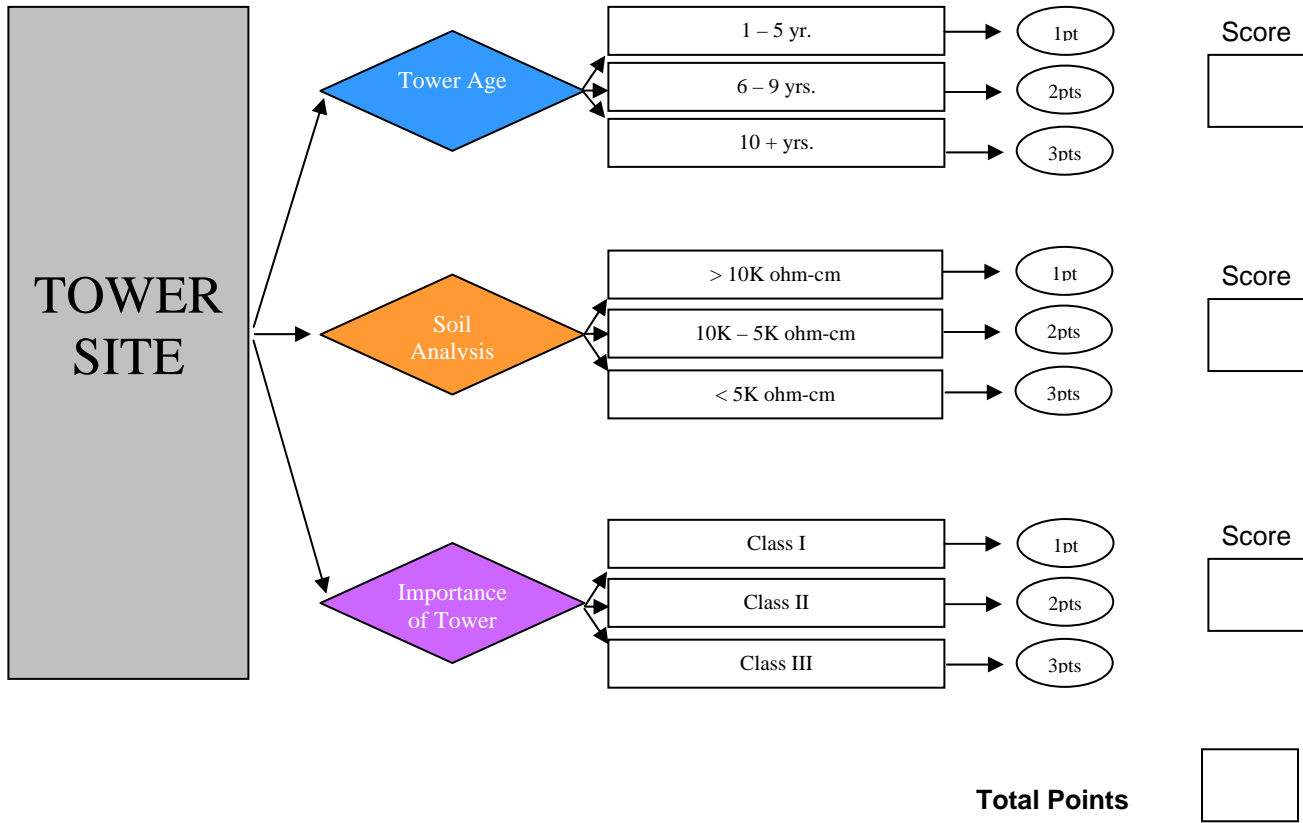 TOWER
SITE
Tower Age
1 – 5 yr.
1pt
6 – 9 yrs.
2pts
10 + yrs.
3pts
Score
Soil
Analysis
> 10K ohm-cm
1pt
10K – 5K ohm-cm
2pts
< 5K ohm-cm
3pts
Score
Importance
of Tower
Class I
1pt
Class II
2pts
Class III
3pts
Score
Total Points